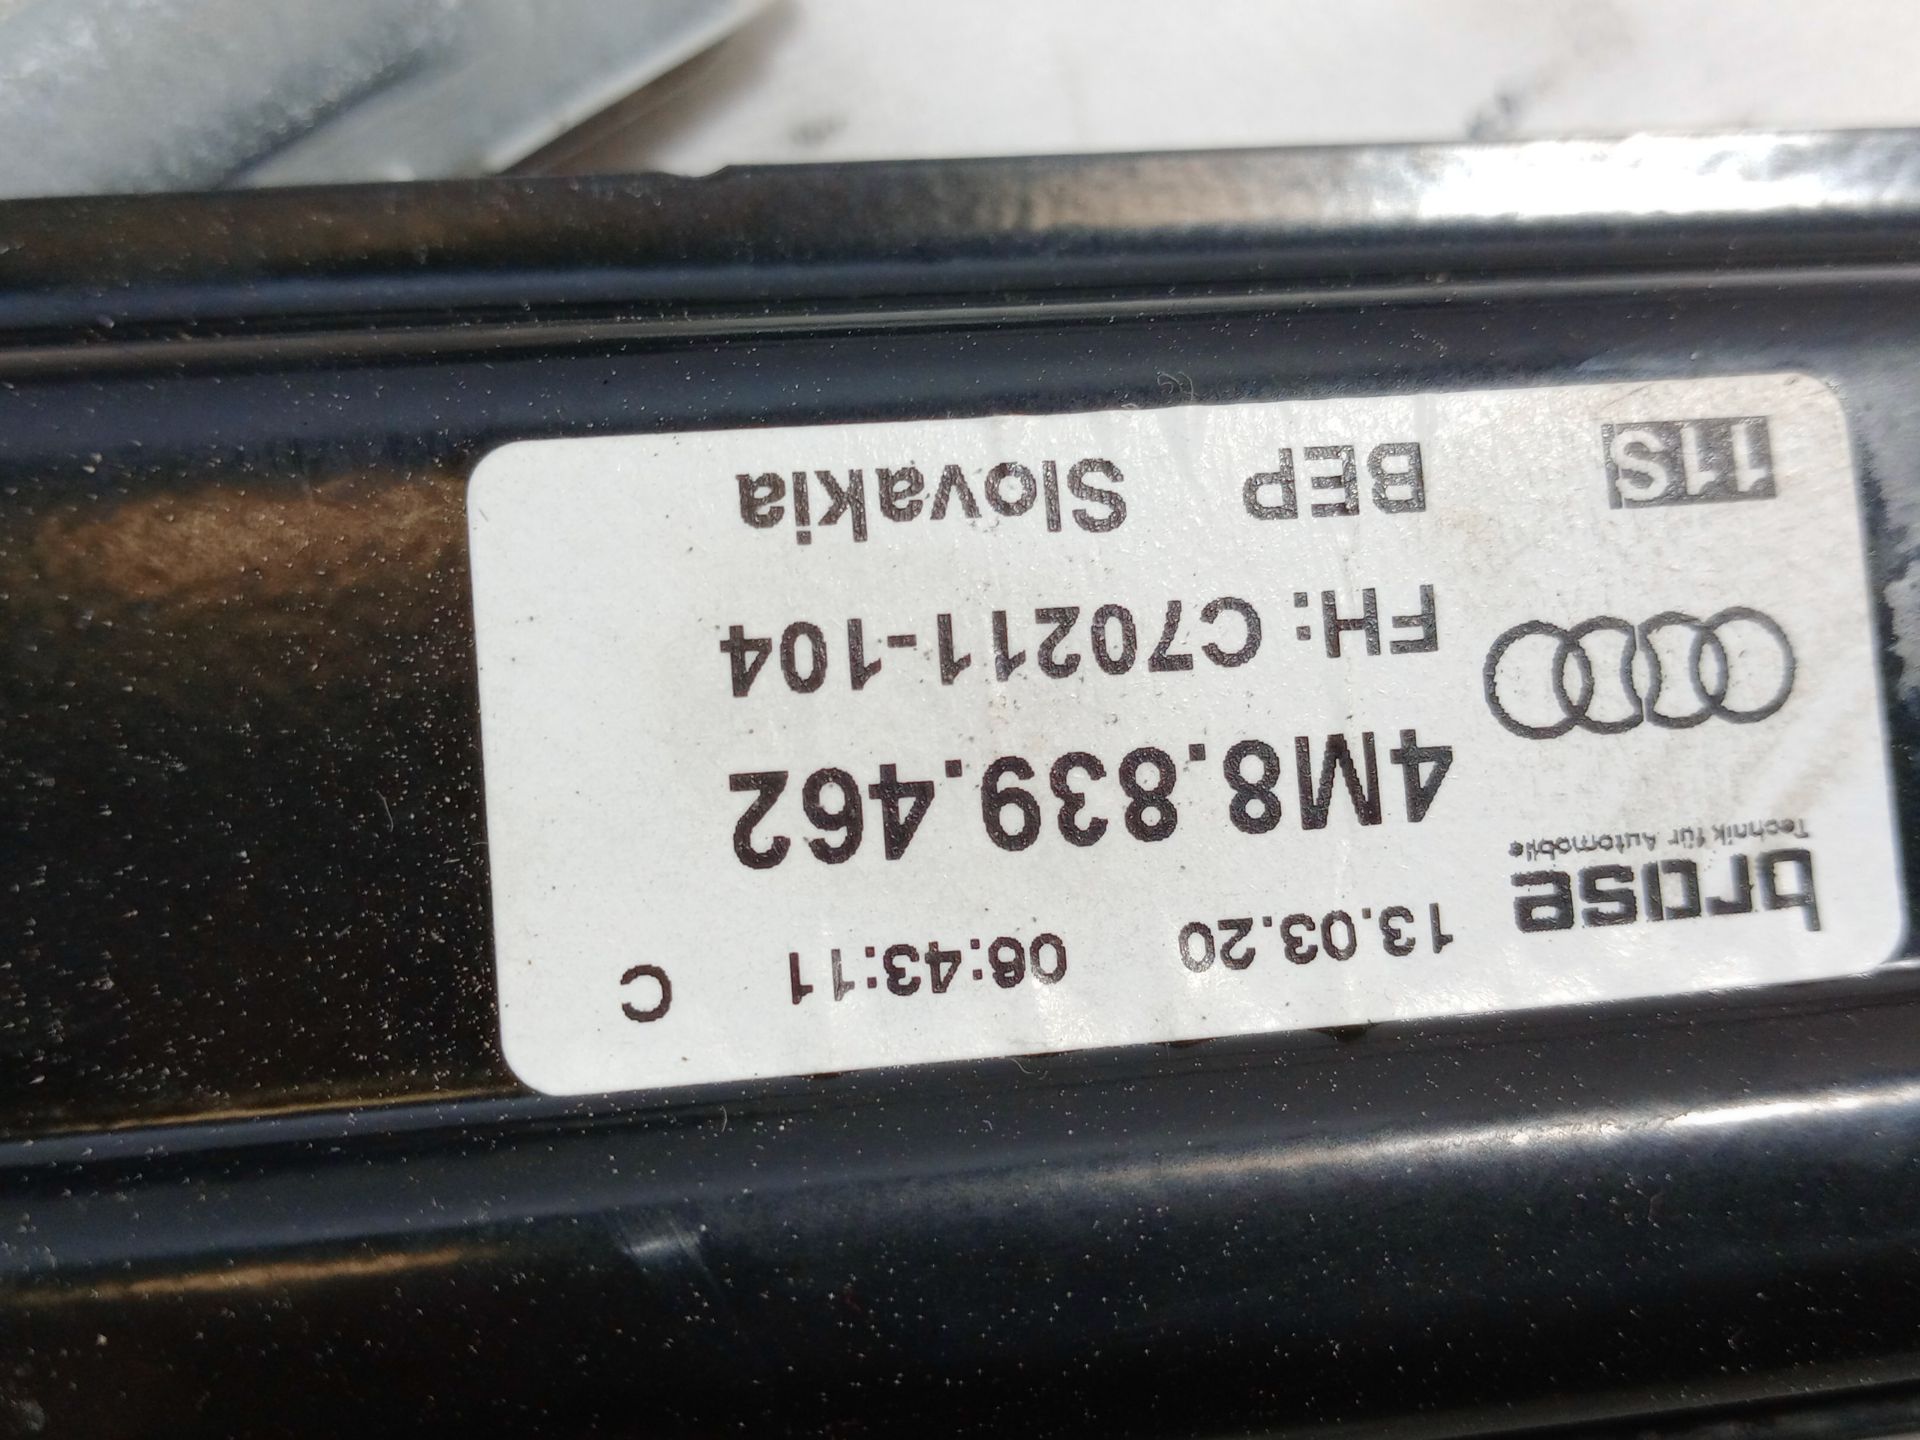 brose 13.03.20 06:43:11 C
Technik für Automobile
4M8.839.462
FH: C70211-104
11S BEP Slovakia